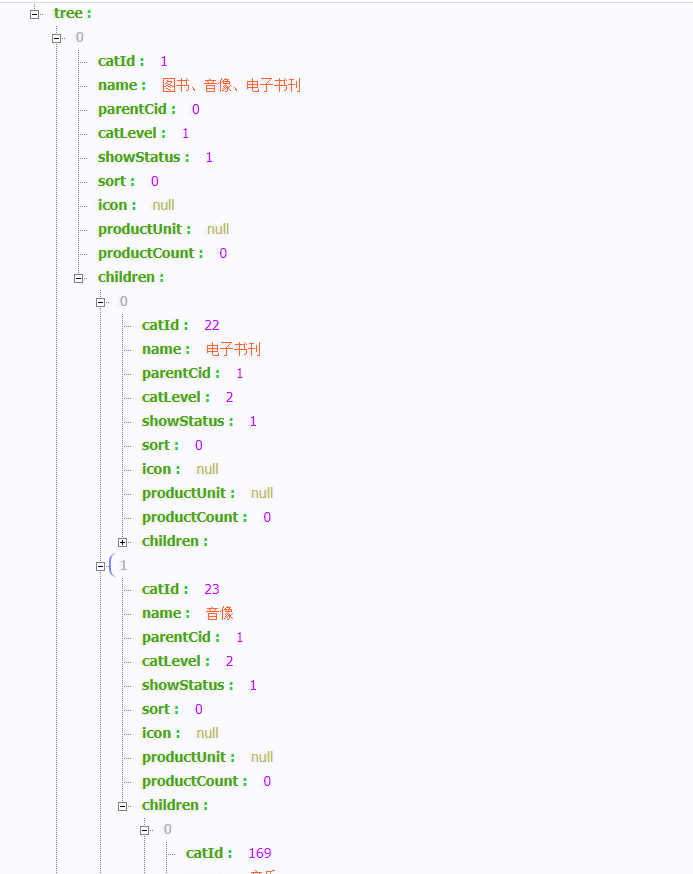 tree :
0
catId : 1
name : 图书、音像、电子书刊
parentCid : 0
catLevel : 1
showStatus : 1
sort : 0
icon : null
productUnit : null
productCount : 0
children :
0
catId : 22
name : 电子书刊
parentCid : 1
catLevel : 2
showStatus : 1
sort : 0
icon : null
productUnit : null
productCount : 0
children :
1
catId : 23
name : 音像
parentCid : 1
catLevel : 2
showStatus : 1
sort : 0
icon : null
productUnit : null
productCount : 0
children :
0
catId : 169